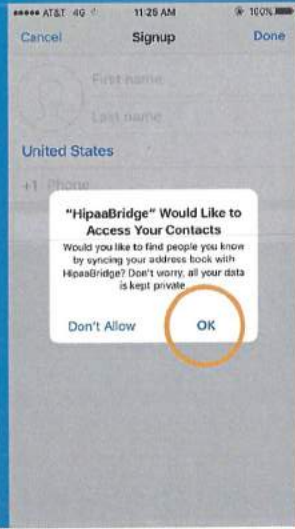 AT&T 4G 11:25 AM 100%
Cancel Signup Done
First name
Last name
United States
+1 Phone
"HipaaBridge" Would Like to
Access Your Contacts
Would you like to find people you know
by syncing your address book with
HipaaBridge? Don't worry, all your data
is kept private
Don't Allow OK